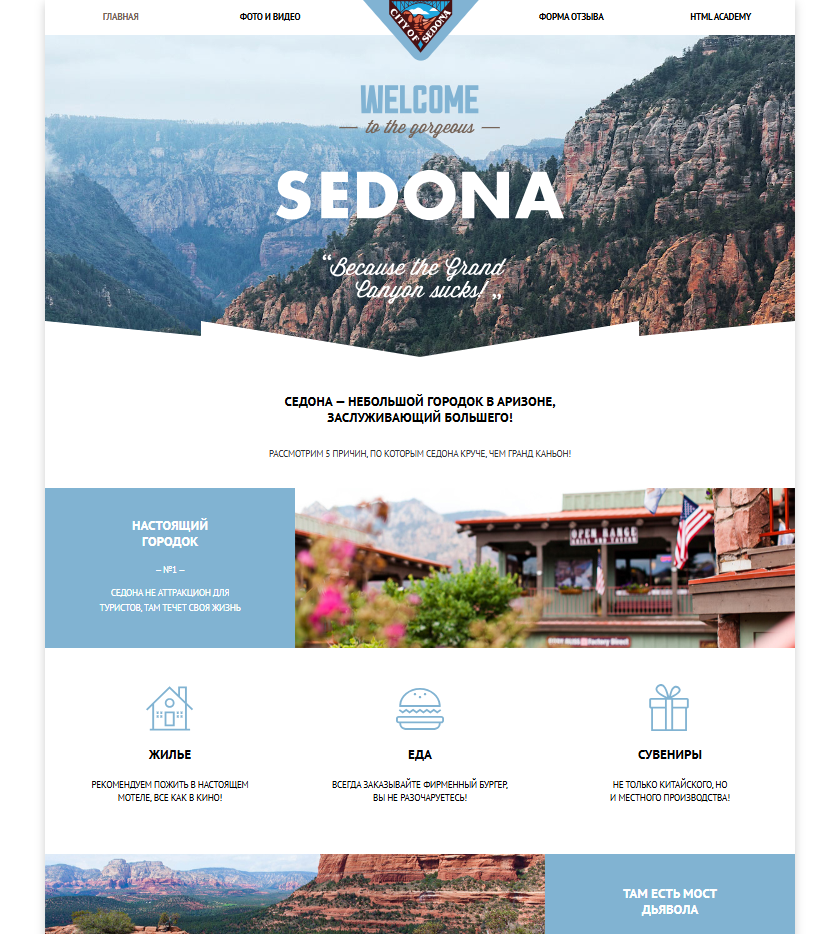 ГЛАВНАЯ
ФОТО И ВИДЕО
CITY OF SEDONA
ФОРМА ОТЗЫВА
HTML ACADEMY
WELCOME
— to the gorgeous —
SEDONA
“Because the Grand
Canyon sucks!”
СЕДОНА — НЕБОЛЬШОЙ ГОРОДОК В АРИЗОНЕ,
ЗАСЛУЖИВАЮЩИЙ БОЛЬШЕГО!
РАССМОТРИМ 5 ПРИЧИН, ПО КОТОРЫМ СЕДОНА КРУЧЕ, ЧЕМ ГРАНД КАНЬОН!
НАСТОЯЩИЙ
ГОРОДОК
— №1 —
СЕДОНА НЕ АТТРАКЦИОН ДЛЯ
ТУРИСТОВ, ТАМ ТЕЧЕТ СВОЯ ЖИЗНЬ
OPEN RANGE
GRILL AND TAVERN
Factory Direct
ЖИЛЬЕ
ЕДА
СУВЕНИРЫ
РЕКОМЕНДУЕМ ПОЖИТЬ В НАСТОЯЩЕМ
МОТЕЛЕ, ВСЕ КАК В КИНО!
ВСЕГДА ЗАКАЗЫВАЙТЕ ФИРМЕННЫЙ БУРГЕР,
ВЫ НЕ РАЗОЧАРУЕТЕСЬ!
НЕ ТОЛЬКО КИТАЙСКОГО, НО
И МЕСТНОГО ПРОИЗВОДСТВА!
ТАМ ЕСТЬ МОСТ
ДЬЯВОЛА